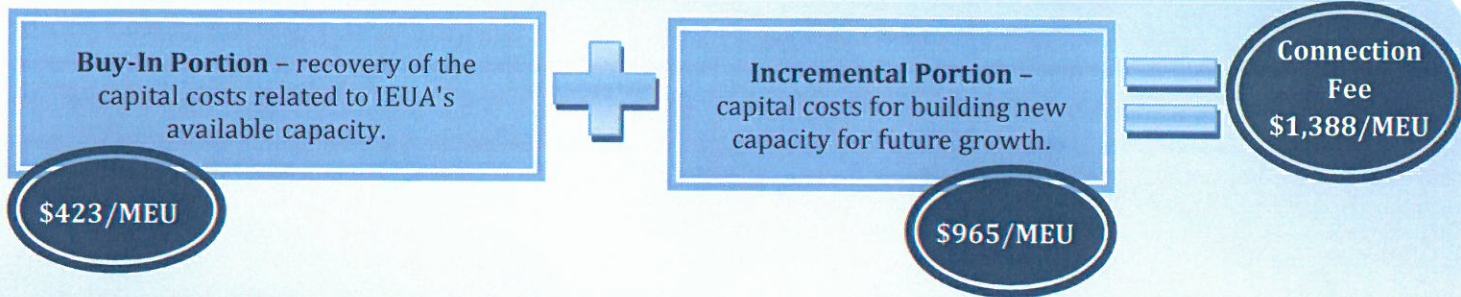 Buy-In Portion – recovery of the
capital costs related to IEUA's
available capacity.
$423/MEU
Incremental Portion –
capital costs for building new
capacity for future growth.
$965/MEU
Connection
Fee
$1,388/MEU